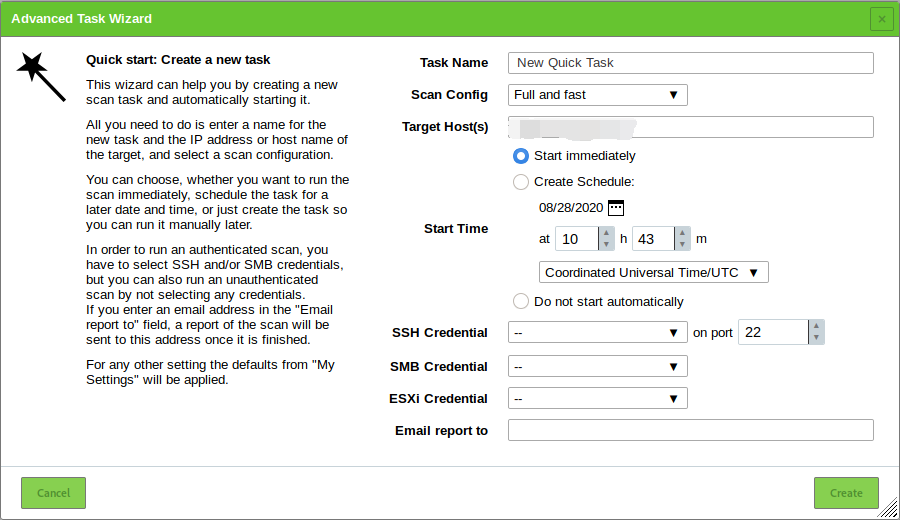 Advanced Task Wizard ×
Quick start: Create a new task
This wizard can help you by creating a new
scan task and automatically starting it.
All you need to do is enter a name for the
new task and the IP address or host name of
the target, and select a scan configuration.
You can choose, whether you want to run the
scan immediately, schedule the task for a
later date and time, or just create the task so
you can run it manually later.
In order to run an authenticated scan, you
have to select SSH and/or SMB credentials,
but you can also run an unauthenticated
scan by not selecting any credentials.
If you enter an email address in the "Email
report to" field, a report of the scan will be
sent to this address once it is finished.
For any other setting the defaults from "My
Settings" will be applied.
Task Name New Quick Task
Scan Config Full and fast ▼
Target Host(s)
Start immediately
Create Schedule:
08/28/2020
Start Time
at 10 h 43 m
Coordinated Universal Time/UTC ▼
Do not start automatically
SSH Credential -- ▼ on port 22
SMB Credential -- ▼
ESXi Credential -- ▼
Email report to
Cancel Create